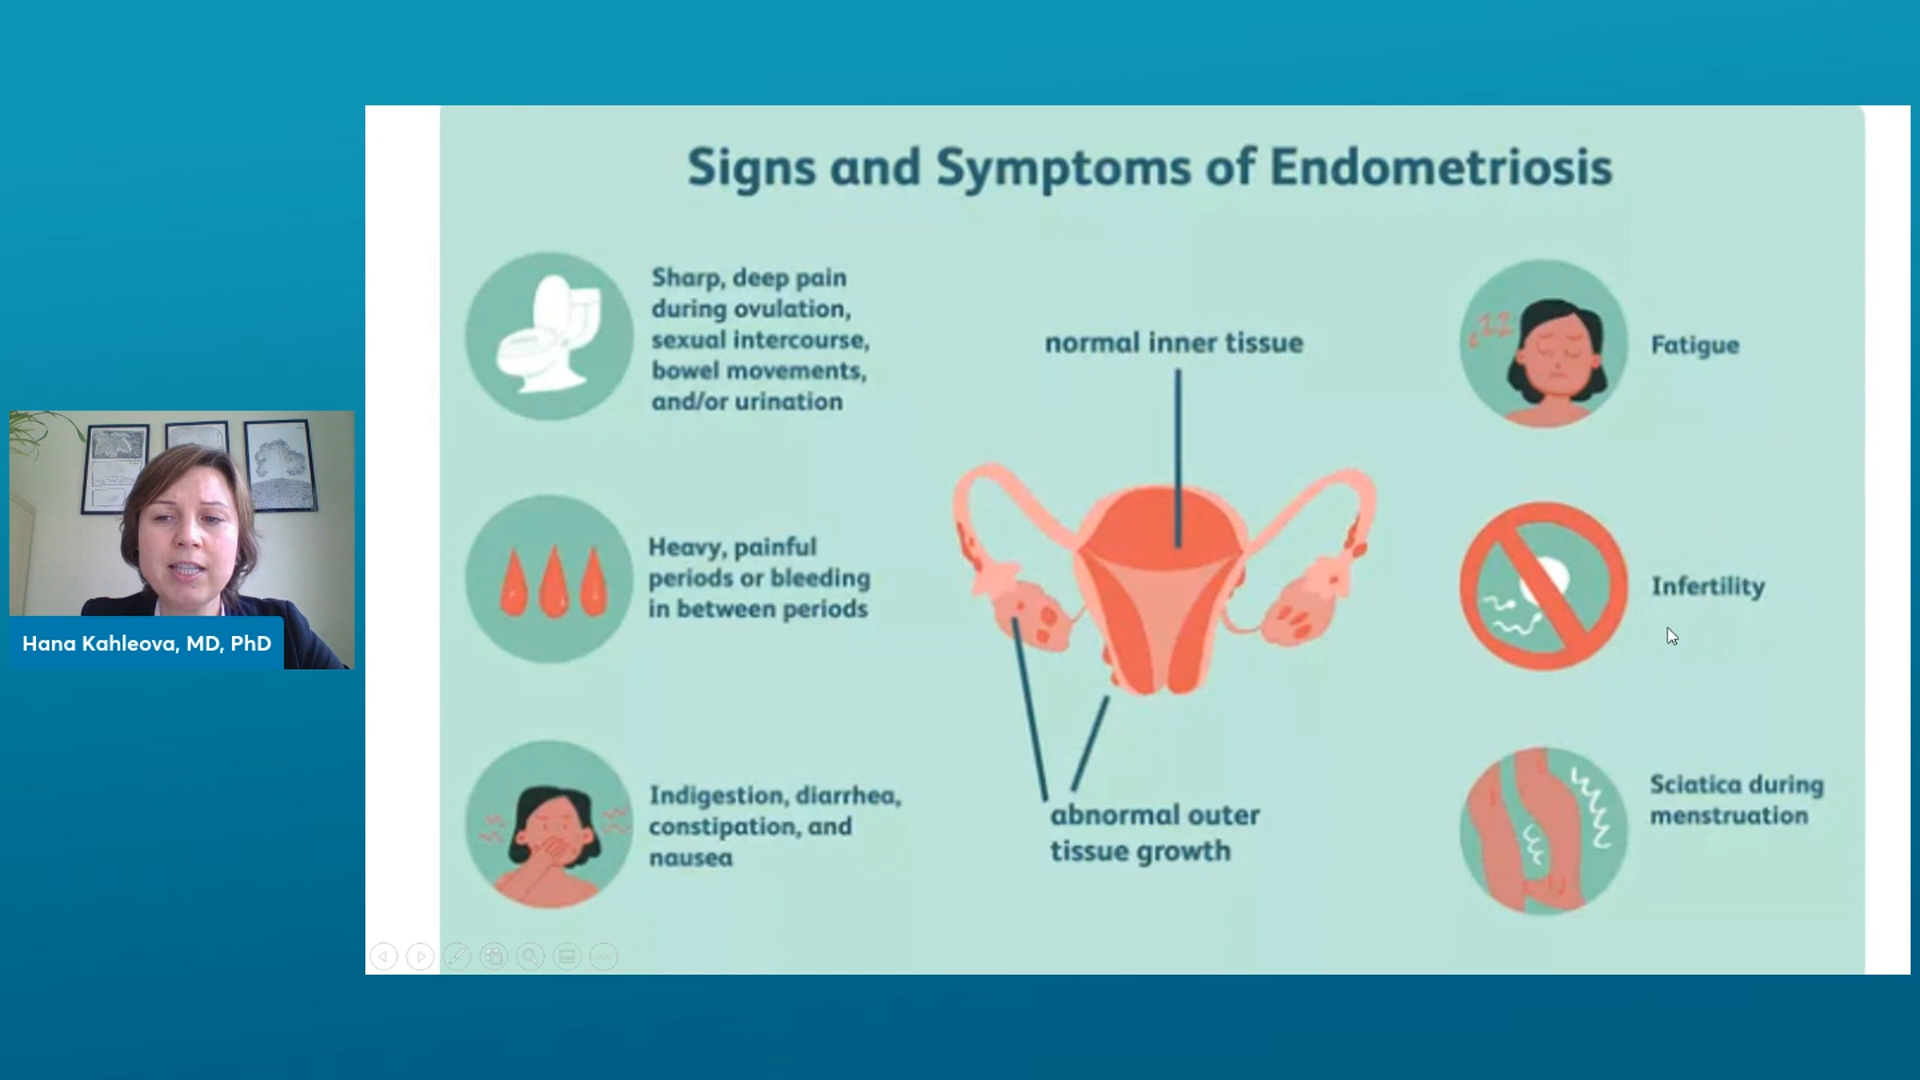 Signs and Symptoms of Endometriosis
Sharp, deep pain
during ovulation,
sexual intercourse,
bowel movements,
and/or urination
Heavy, painful
periods or bleeding
in between periods
Indigestion, diarrhea,
constipation, and
nausea
normal inner tissue
abnormal outer
tissue growth
zZZ
Fatigue
Infertility
Sciatica during
menstruation
Hana Kahleova, MD, PhD